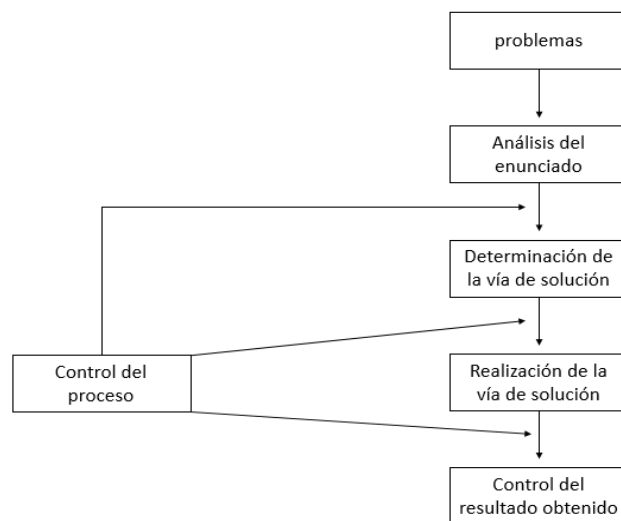 problemas
Análisis del
enunciado
Determinación de
la vía de solución
Control del
proceso
Realización de la
vía de solución
Control del
resultado obtenido